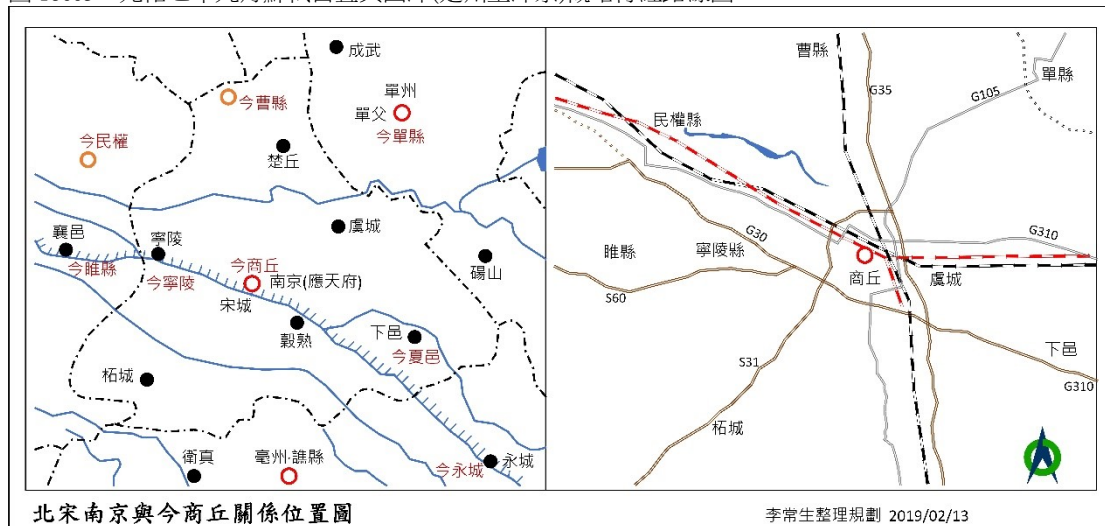 成武
單州
單父
今單縣
今曹縣
今民權
楚丘
虞城
碭山
襄邑
今睢縣
寧陵
今寧陵
今商丘
南京(應天府)
宋城
穀熟
下邑
今夏邑
柘城
衛真
亳州·譙縣
今永城
永城
曹縣
單縣
G35
G105
民權縣
G310
G30
睢縣
寧陵縣
商丘
虞城
S60
S31
下邑
G310
柘城
北宋南京與今商丘關係位置圖
李常生整理規劃 2019/02/13